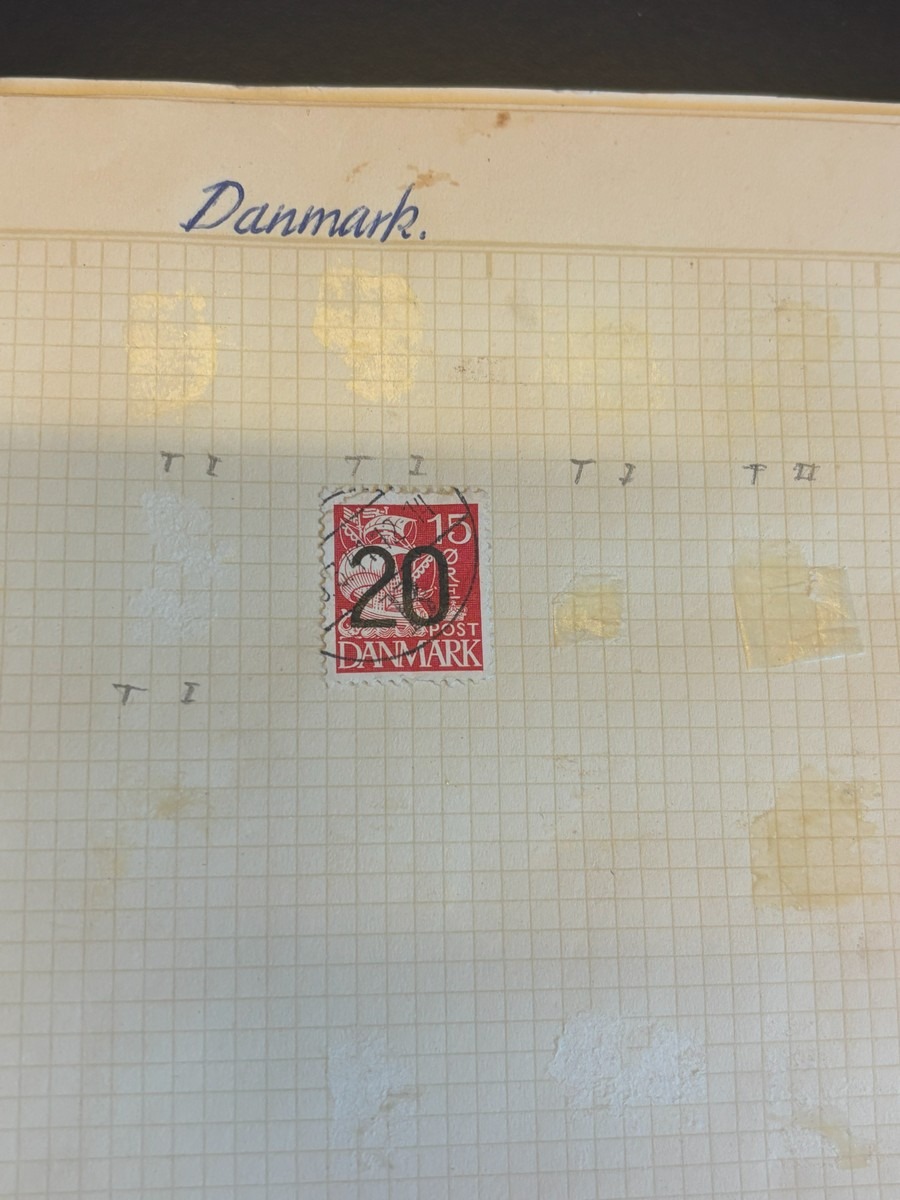 Danmark.
T I T I T I T II
15
ØRE
20
POST
DANMARK
T I